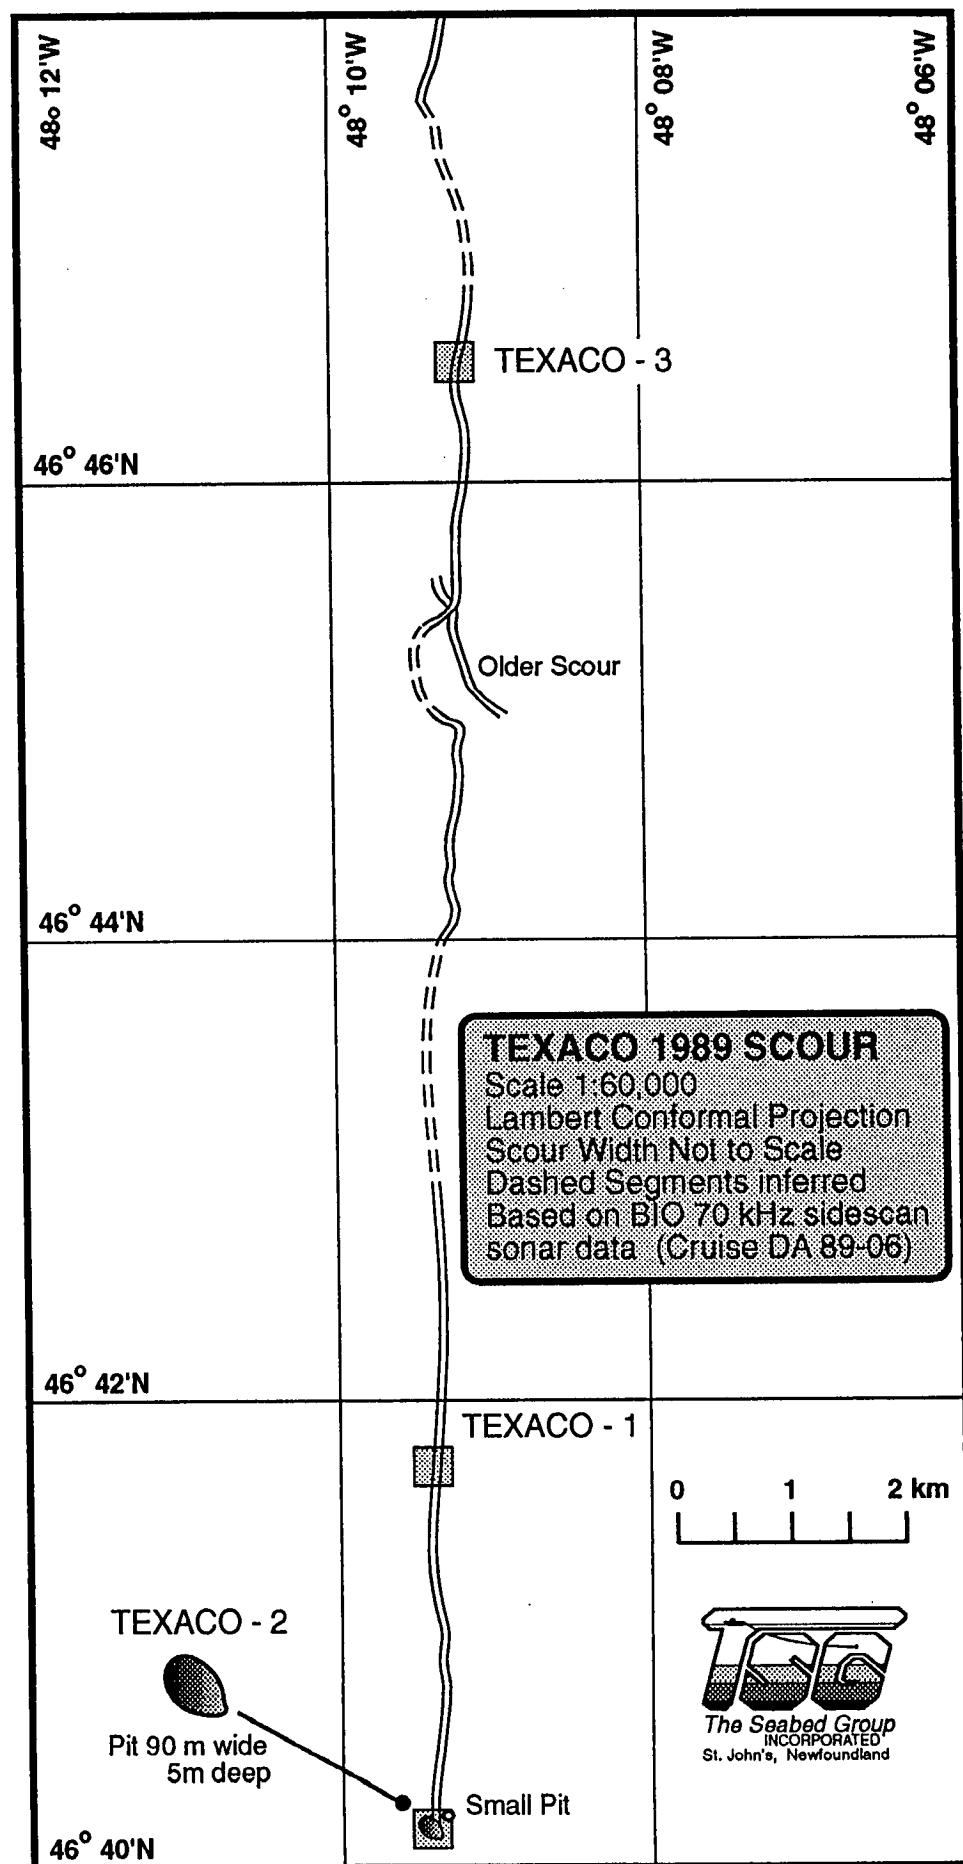 48o 12'W
48° 10'W
48° 08'W
48° 06'W
TEXACO - 3
46° 46'N
Older Scour
46° 44'N
TEXACO 1989 SCOUR
Scale 1:60,000
Lambert Conformal Projection
Scour Width Not to Scale
Dashed Segments inferred
Based on BIO 70 kHz sidescan
sonar data (Cruise DA 89-06)
46° 42'N
TEXACO - 1
0 1 2 km
TEXACO - 2
Pit 90 m wide
5m deep
The Seabed Group
INCORPORATED
St. John's, Newfoundland
Small Pit
46° 40'N